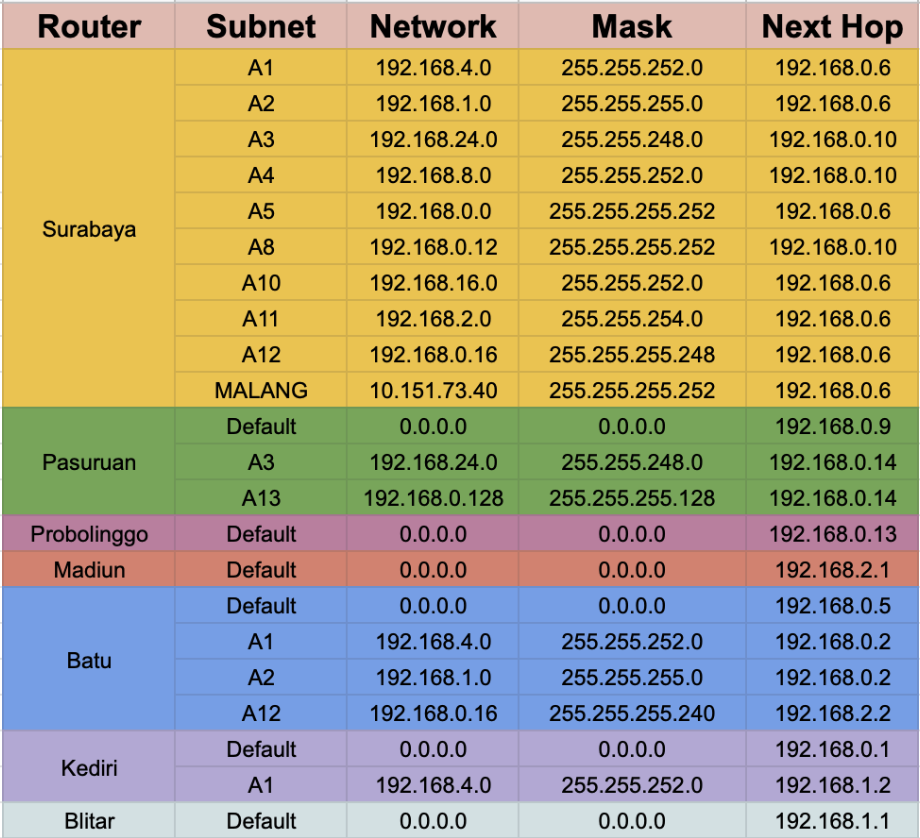 Router Subnet Network Mask Next Hop
Surabaya A1 192.168.4.0 255.255.252.0 192.168.0.6
A2 192.168.1.0 255.255.255.0 192.168.0.6
A3 192.168.24.0 255.255.248.0 192.168.0.10
A4 192.168.8.0 255.255.252.0 192.168.0.10
A5 192.168.0.0 255.255.255.252 192.168.0.6
A8 192.168.0.12 255.255.255.252 192.168.0.10
A10 192.168.16.0 255.255.252.0 192.168.0.6
A11 192.168.2.0 255.255.254.0 192.168.0.6
A12 192.168.0.16 255.255.255.248 192.168.0.6
MALANG 10.151.73.40 255.255.255.252 192.168.0.6
Pasuruan Default 0.0.0.0 0.0.0.0 192.168.0.9
A3 192.168.24.0 255.255.248.0 192.168.0.14
A13 192.168.0.128 255.255.255.128 192.168.0.14
Probolinggo Default 0.0.0.0 0.0.0.0 192.168.0.13
Madiun Default 0.0.0.0 0.0.0.0 192.168.2.1
Batu Default 0.0.0.0 0.0.0.0 192.168.0.5
A1 192.168.4.0 255.255.252.0 192.168.0.2
A2 192.168.1.0 255.255.255.0 192.168.0.2
A12 192.168.0.16 255.255.255.240 192.168.2.2
Kediri Default 0.0.0.0 0.0.0.0 192.168.0.1
A1 192.168.4.0 255.255.252.0 192.168.1.2
Blitar Default 0.0.0.0 0.0.0.0 192.168.1.1